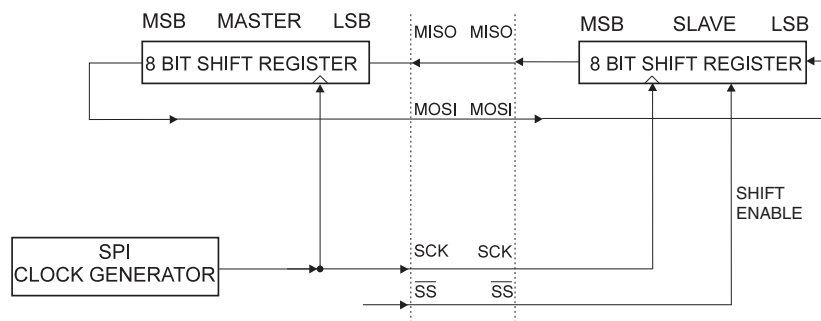 MSB MASTER LSB
MISO MISO
MSB SLAVE LSB
8 BIT SHIFT REGISTER
8 BIT SHIFT REGISTER
MOSI MOSI
SHIFT
ENABLE
SPI
CLOCK GENERATOR
SCK SCK
SS SS